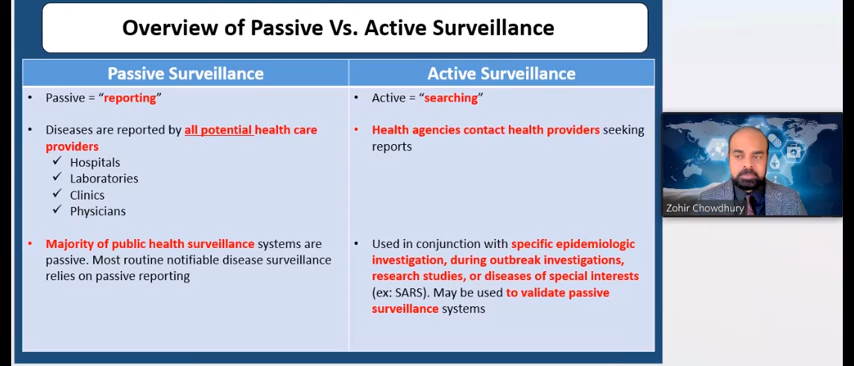 Overview of Passive Vs. Active Surveillance
Passive Surveillance
• Passive = “reporting”
• Diseases are reported by all potential health care
providers
✓ Hospitals
✓ Laboratories
✓ Clinics
✓ Physicians
• Majority of public health surveillance systems are
passive. Most routine notifiable disease surveillance
relies on passive reporting
Active Surveillance
• Active = “searching”
• Health agencies contact health providers seeking
reports
• Used in conjunction with specific epidemiologic
investigation, during outbreak investigations,
research studies, or diseases of special interests
(ex: SARS). May be used to validate passive
surveillance systems
Zohir Chowdhury